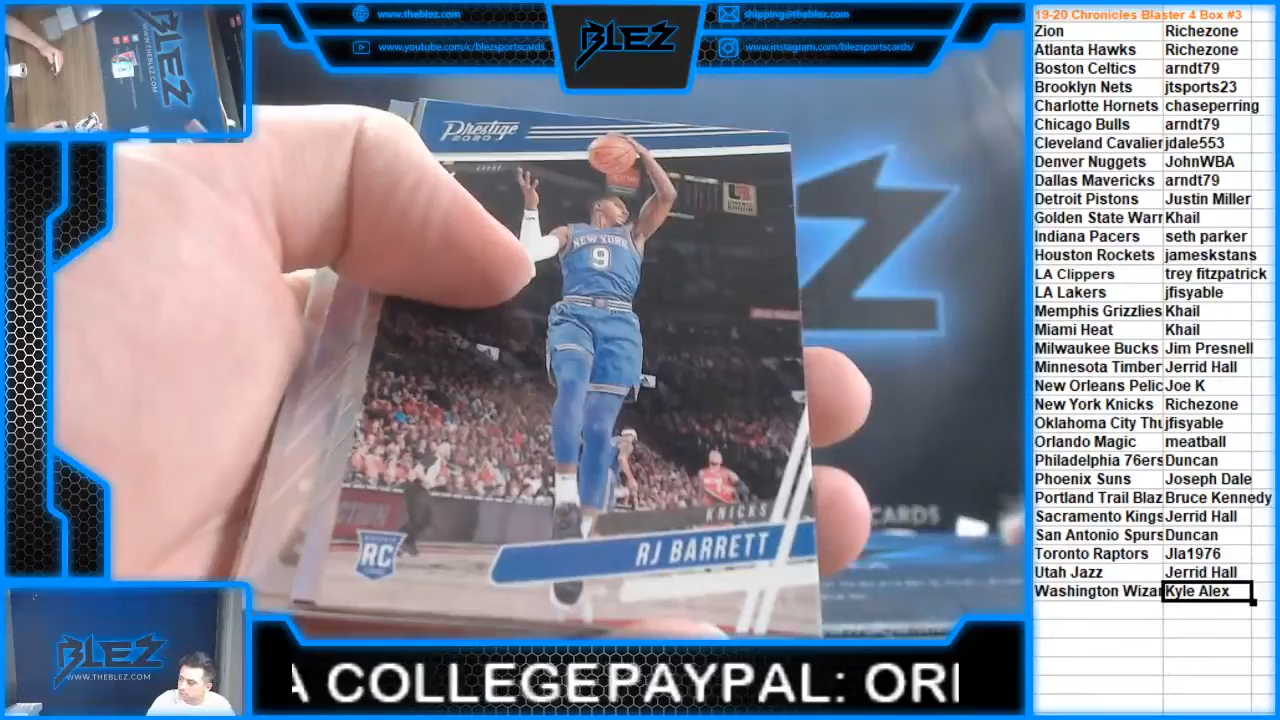 www.theblez.com
shipping@theblez.com
www.youtube.com/c/blezsportscards
www.instagram.com/blezsportscards/
BLEZ
Prestige
2020
NEW YORK
9
KNICKS
RJ BARRETT
RC
CARDS
BLEZ
WWW.THEBLEZ.COM
A COLLEGEPAYPAL: ORI
19-20 Chronicles Blaster 4 Box #3
Zion Richezone
Atlanta Hawks Richezone
Boston Celtics arndt79
Brooklyn Nets jtsports23
Charlotte Hornets chaseperring
Chicago Bulls arndt79
Cleveland Cavalier jdale553
Denver Nuggets JohnWBA
Dallas Mavericks arndt79
Detroit Pistons Justin Miller
Golden State Warr Khail
Indiana Pacers seth parker
Houston Rockets jameskstans
LA Clippers trey fitzpatrick
LA Lakers jfisyable
Memphis Grizzlies Khail
Miami Heat Khail
Milwaukee Bucks Jim Presnell
Minnesota Timber Jerrid Hall
New Orleans Pelic Joe K
New York Knicks Richezone
Oklahoma City Thu jfisyable
Orlando Magic meatball
Philadelphia 76ers Duncan
Phoenix Suns Joseph Dale
Portland Trail Blaz Bruce Kennedy
Sacramento Kings Jerrid Hall
San Antonio Spurs Duncan
Toronto Raptors Jla1976
Utah Jazz Jerrid Hall
Washington Wizar Kyle Alex